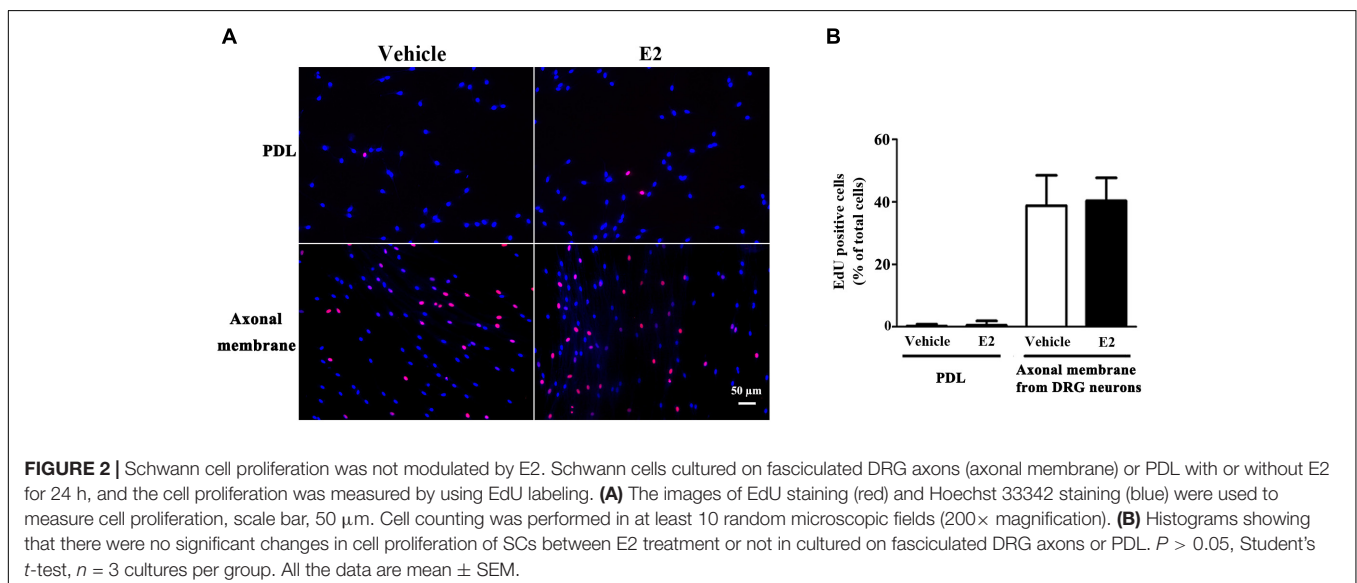 A
B
Vehicle
E2
PDL
Axonal
membrane
50 μm
EdU positive cells
(% of total cells)
60
40
20
0
Vehicle
E2
Vehicle
E2
PDL
Axonal membrane
from DRG neurons
FIGURE 2 | Schwann cell proliferation was not modulated by E2. Schwann cells cultured on fasciculated DRG axons (axonal membrane) or PDL with or without E2
for 24 h, and the cell proliferation was measured by using EdU labeling. (A) The images of EdU staining (red) and Hoechst 33342 staining (blue) were used to
measure cell proliferation, scale bar, 50 μm. Cell counting was performed in at least 10 random microscopic fields (200× magnification). (B) Histograms showing
that there were no significant changes in cell proliferation of SCs between E2 treatment or not in cultured on fasciculated DRG axons or PDL. P > 0.05, Student's
t-test, n = 3 cultures per group. All the data are mean ± SEM.